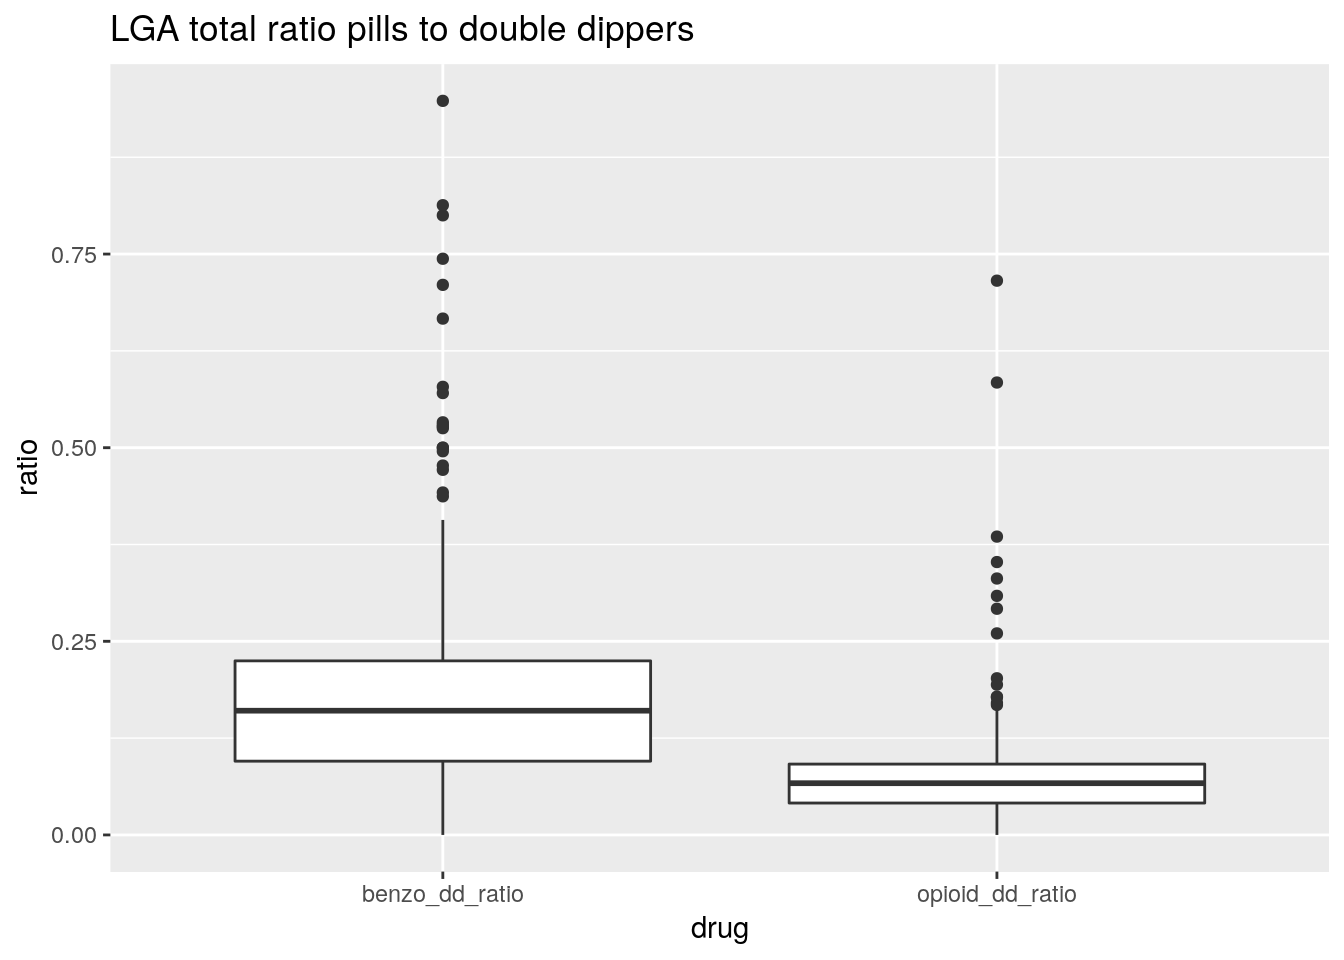 LGA total ratio pills to double dippers
ratio
0.75
0.50
0.25
0.00
benzo_dd_ratio
opioid_dd_ratio
drug